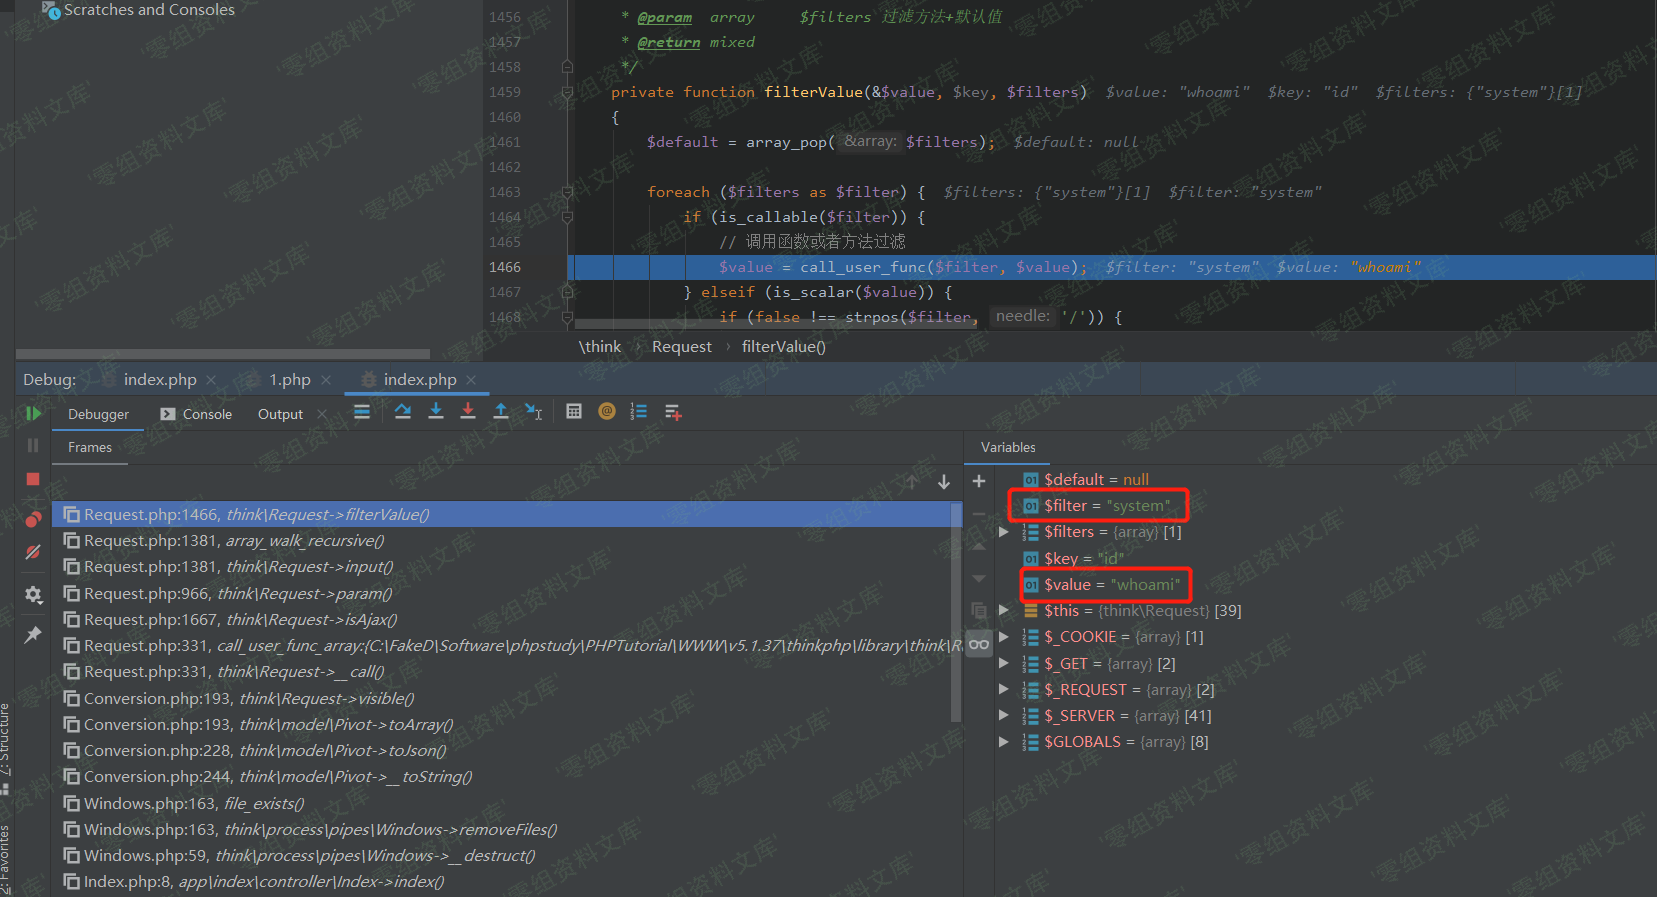 Scratches and Consoles
1456 * @param array $filters 过滤方法+默认值
1457 * @return mixed
1458 */
1459 private function filterValue(&$value, $key, $filters) $value: "whoami" $key: "id" $filters: {"system"}[1]
1460 {
1461 $default = array_pop( &array: $filters); $default: null
1462
1463 foreach ($filters as $filter) { $filters: {"system"}[1] $filter: "system"
1464 if (is_callable($filter)) {
1465 // 调用函数或者方法过滤
1466 $value = call_user_func($filter, $value); $filter: "system" $value: "whoami"
1467 } elseif (is_scalar($value)) {
1468 if (false !== strpos($filter, needle: '/')) {
\think › Request › filterValue()
Debug: index.php × 1.php × index.php ×
Debugger Console Output ×
Frames
Request.php:1466, think\Request->filterValue()
Request.php:1381, array_walk_recursive()
Request.php:1381, think\Request->input()
Request.php:966, think\Request->param()
Request.php:1667, think\Request->isAjax()
Request.php:331, call_user_func_array:{C:\FakeD\Software\phpstudy\PHPTutorial\WWW\v5.1.37\thinkphp\library\think\R
Request.php:331, think\Request->__call()
Conversion.php:193, think\Request->visible()
Conversion.php:193, think\model\Pivot->toArray()
Conversion.php:228, think\model\Pivot->toJson()
Conversion.php:244, think\model\Pivot->__toString()
Windows.php:163, file_exists()
Windows.php:163, think\process\pipes\Windows->removeFiles()
Windows.php:59, think\process\pipes\Windows->__destruct()
Index.php:8, app\index\controller\Index->index()
Variables
$default = null
$filter = "system"
$filters = {array} [1]
$key = "id"
$value = "whoami"
$this = {think\Request} [39]
$_COOKIE = {array} [1]
$_GET = {array} [2]
$_REQUEST = {array} [2]
$_SERVER = {array} [41]
$GLOBALS = {array} [8]
7: Structure
2: Favorites
'零组资料文库'